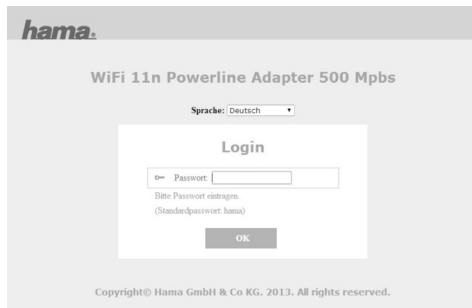 hama®
WiFi 11n Powerline Adapter 500 Mpbs
Sprache: Deutsch
Login
Passwort
Bitte Passwort eintragen.
(Standardpasswort: hama)
OK
Copyright© Hama GmbH & Co KG. 2013. All rights reserved.